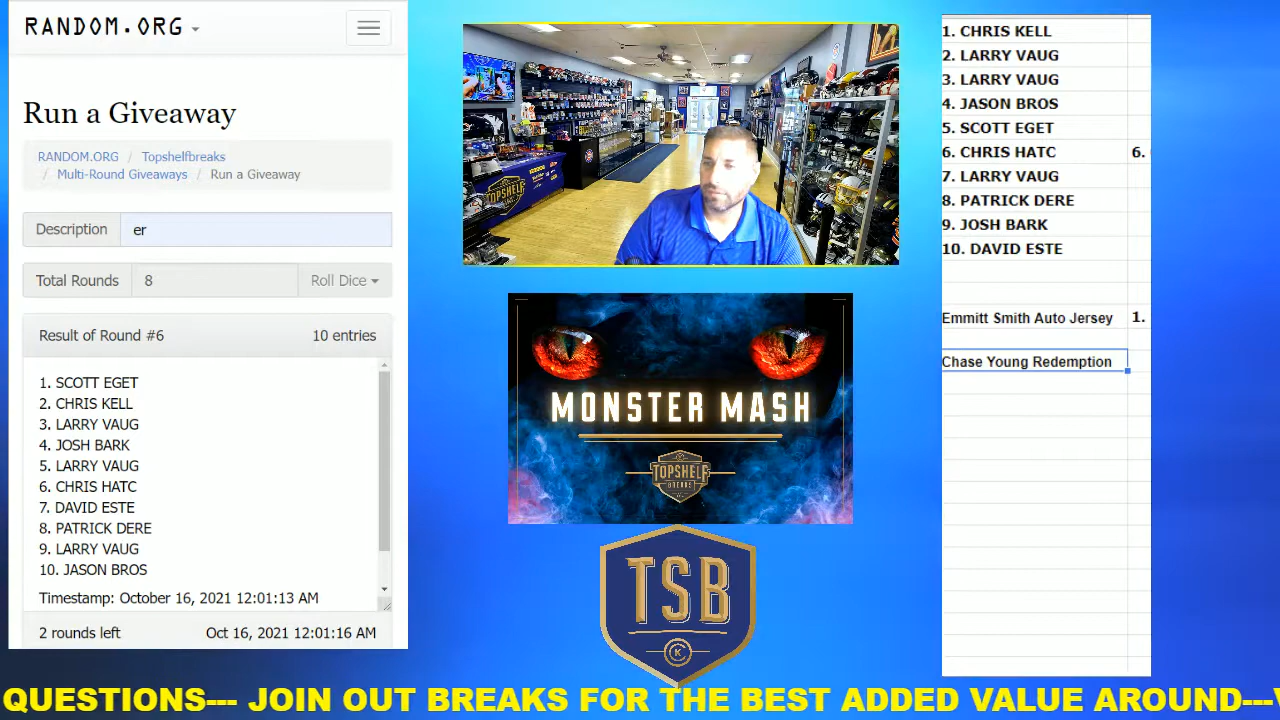 RANDOM.ORG
Run a Giveaway
RANDOM.ORG / Topshelfbreaks
/ Multi-Round Giveaways / Run a Giveaway
Description er
Total Rounds 8 Roll Dice
Result of Round #6 10 entries
1. SCOTT EGET
2. CHRIS KELL
3. LARRY VAUG
4. JOSH BARK
5. LARRY VAUG
6. CHRIS HATC
7. DAVID ESTE
8. PATRICK DERE
9. LARRY VAUG
10. JASON BROS
Timestamp: October 16, 2021 12:01:13 AM
2 rounds left Oct 16, 2021 12:01:16 AM
TOPSHELF
MONSTER MASH
TOPSHELF
BREAKS
TSB
CK
1. CHRIS KELL
2. LARRY VAUG
3. LARRY VAUG
4. JASON BROS
5. SCOTT EGET
6. CHRIS HATC 6.
7. LARRY VAUG
8. PATRICK DERE
9. JOSH BARK
10. DAVID ESTE
Emmitt Smith Auto Jersey 1.
Chase Young Redemption
QUESTIONS--- JOIN OUT BREAKS FOR THE BEST ADDED VALUE AROUND---